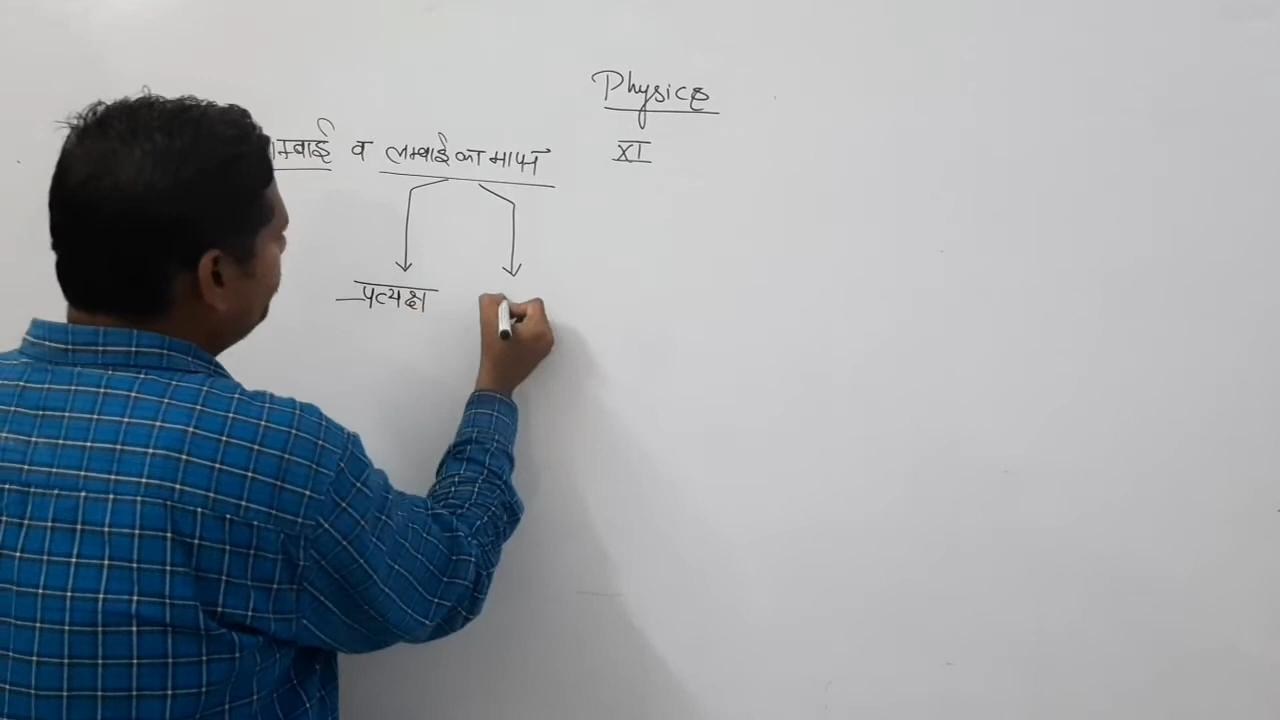 Physics
XI
म्बाई व लम्बाई का मापन
प्रत्यक्ष